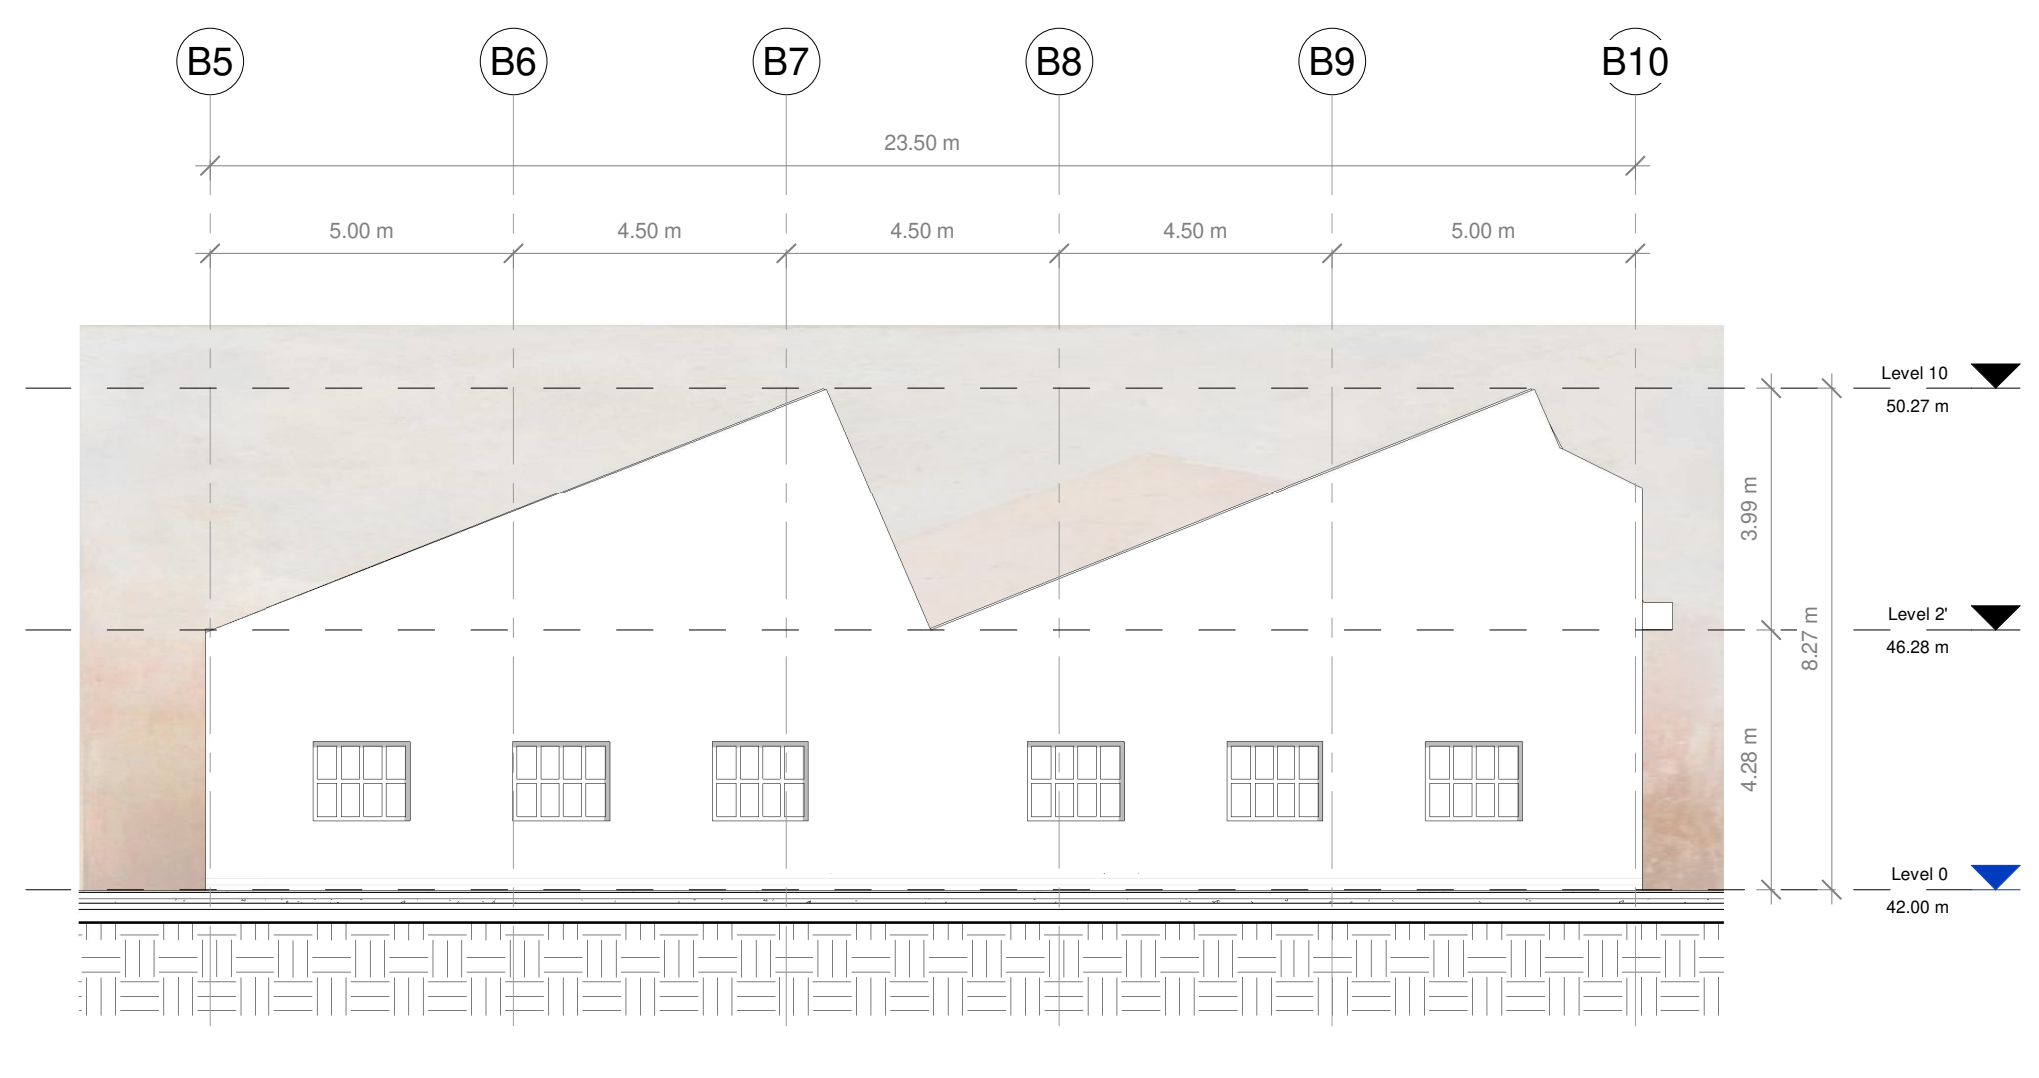 B5 B6 B7 B8 B9 B10
23.50 m
5.00 m 4.50 m 4.50 m 4.50 m 5.00 m
Level 10
50.27 m
3.99 m
Level 2'
46.28 m
8.27 m
4.28 m
Level 0
42.00 m